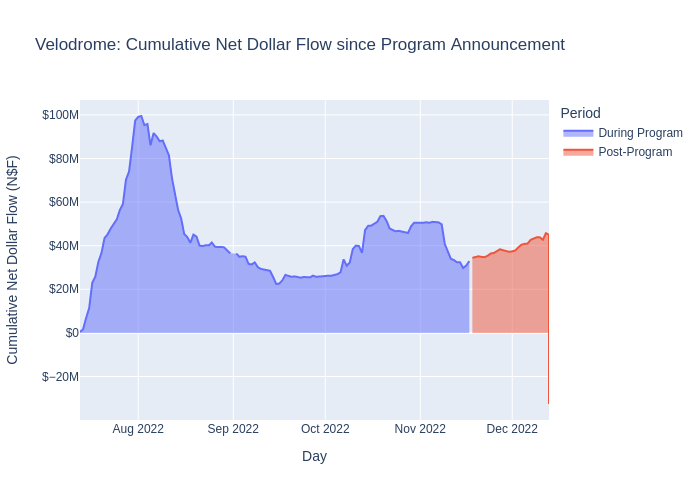 Velodrome: Cumulative Net Dollar Flow since Program Announcement
Cumulative Net Dollar Flow (N$F)
$100M
$80M
$60M
$40M
$20M
$0
$−20M
Aug 2022
Sep 2022
Oct 2022
Nov 2022
Dec 2022
Day
Period
During Program
Post-Program